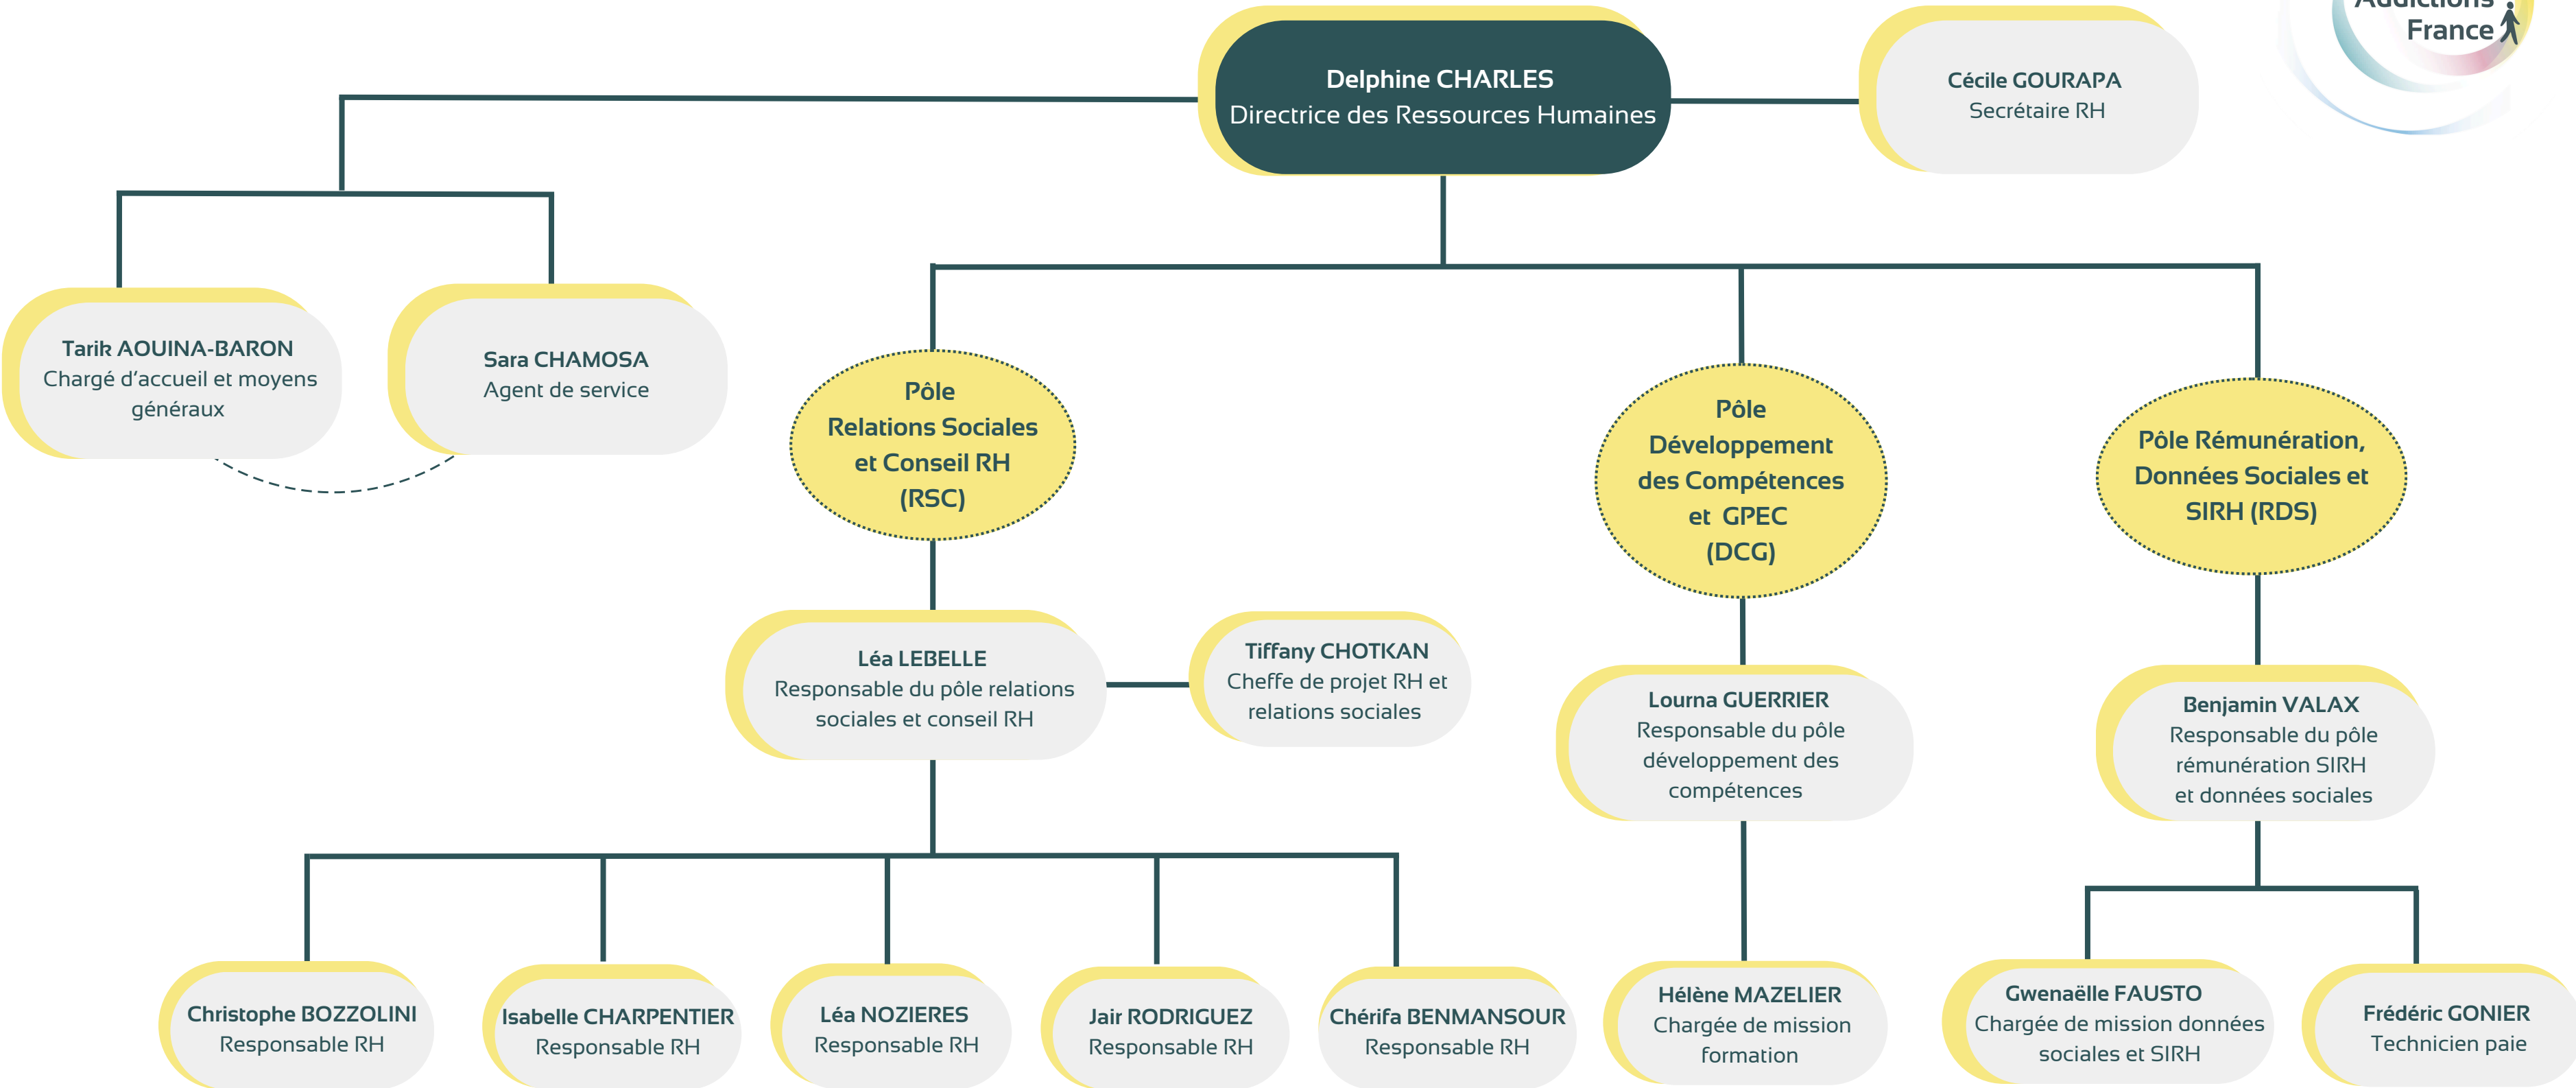 Addictions
France
Delphine CHARLES
Directrice des Ressources Humaines
Cécile GOURAPA
Secrétaire RH
Tarik AOUINA-BARON
Chargé d’accueil et moyens
généraux
Sara CHAMOSA
Agent de service
Pôle
Relations Sociales
et Conseil RH
(RSC)
Pôle
Développement
des Compétences
et GPEC
(DCG)
Pôle Rémunération,
Données Sociales et
SIRH (RDS)
Léa LEBELLE
Responsable du pôle relations
sociales et conseil RH
Tiffany CHOTKAN
Cheffe de projet RH et
relations sociales
Lourna GUERRIER
Responsable du pôle
développement des
compétences
Benjamin VALAX
Responsable du pôle
rémunération SIRH
et données sociales
Christophe BOZZOLINI
Responsable RH
Isabelle CHARPENTIER
Responsable RH
Léa NOZIERES
Responsable RH
Jair RODRIGUEZ
Responsable RH
Chérifa BENMANSOUR
Responsable RH
Hélène MAZELIER
Chargée de mission
formation
Gwenaëlle FAUSTO
Chargée de mission données
sociales et SIRH
Frédéric GONIER
Technicien paie